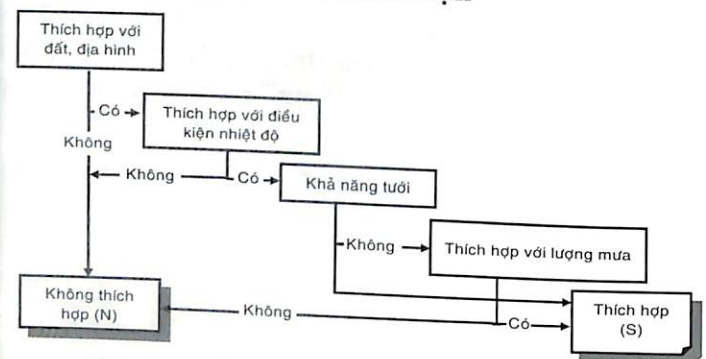 Thích hợp với
đất, địa hình
Có
Thích hợp với điều
kiện nhiệt độ
Không
Không
Có
Khả năng tưới
Không
Thích hợp với lượng mưa
Không thích
hợp (N)
Không
Có
Thích hợp
(S)